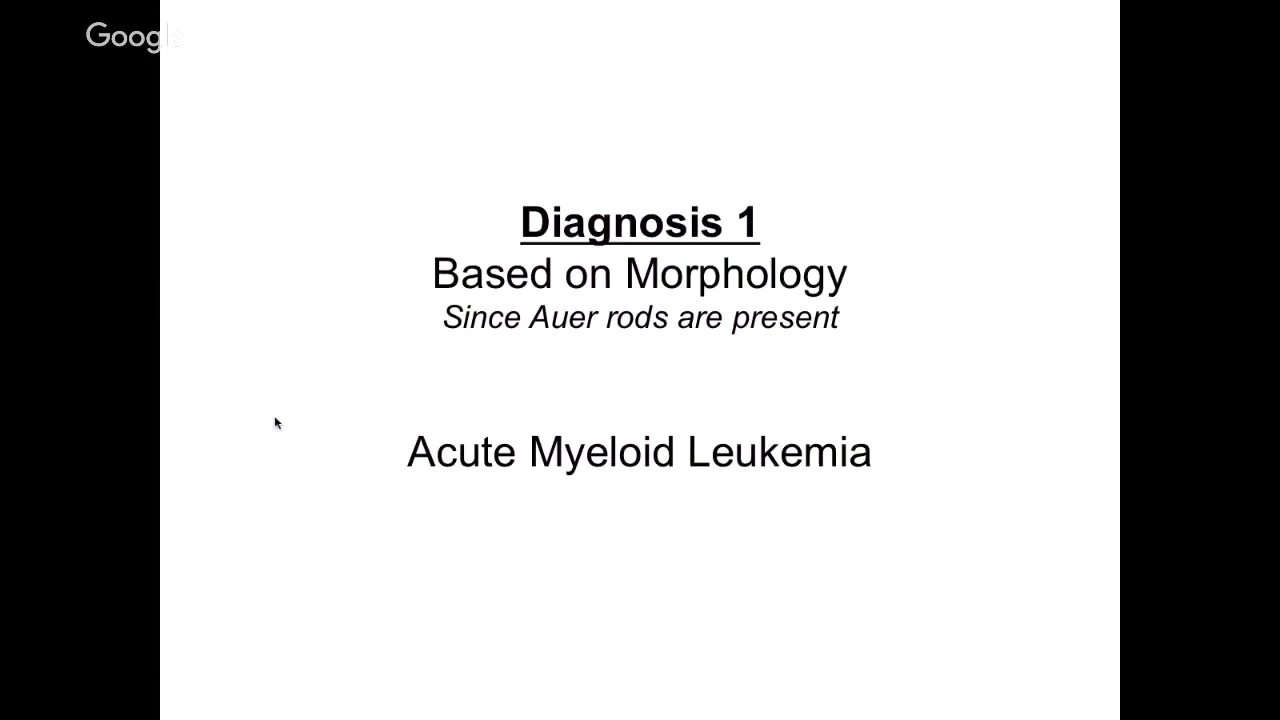 Google
Diagnosis 1
Based on Morphology
Since Auer rods are present
Acute Myeloid Leukemia